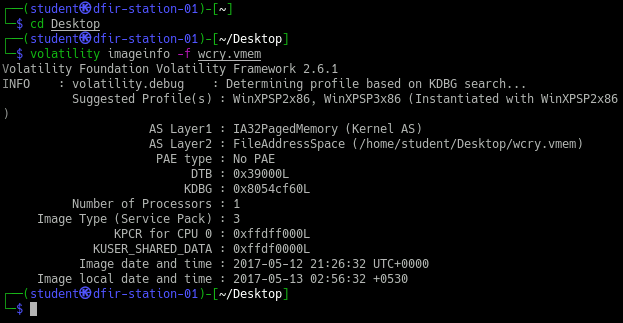 ┌──(student㉿dfir-station-01)-[~]
└─$ cd Desktop
┌──(student㉿dfir-station-01)-[~/Desktop]
└─$ volatility imageinfo -f wcry.vmem
Volatility Foundation Volatility Framework 2.6.1
INFO    : volatility.debug    : Determining profile based on KDBG search...
Suggested Profile(s) : WinXPSP2x86, WinXPSP3x86 (Instantiated with WinXPSP2x86
)
AS Layer1 : IA32PagedMemory (Kernel AS)
AS Layer2 : FileAddressSpace (/home/student/Desktop/wcry.vmem)
PAE type : No PAE
DTB : 0x39000L
KDBG : 0x8054cf60L
Number of Processors : 1
Image Type (Service Pack) : 3
KPCR for CPU 0 : 0xffdff000L
KUSER_SHARED_DATA : 0xffdf0000L
Image date and time : 2017-05-12 21:26:32 UTC+0000
Image local date and time : 2017-05-13 02:56:32 +0530
┌──(student㉿dfir-station-01)-[~/Desktop]
└─$